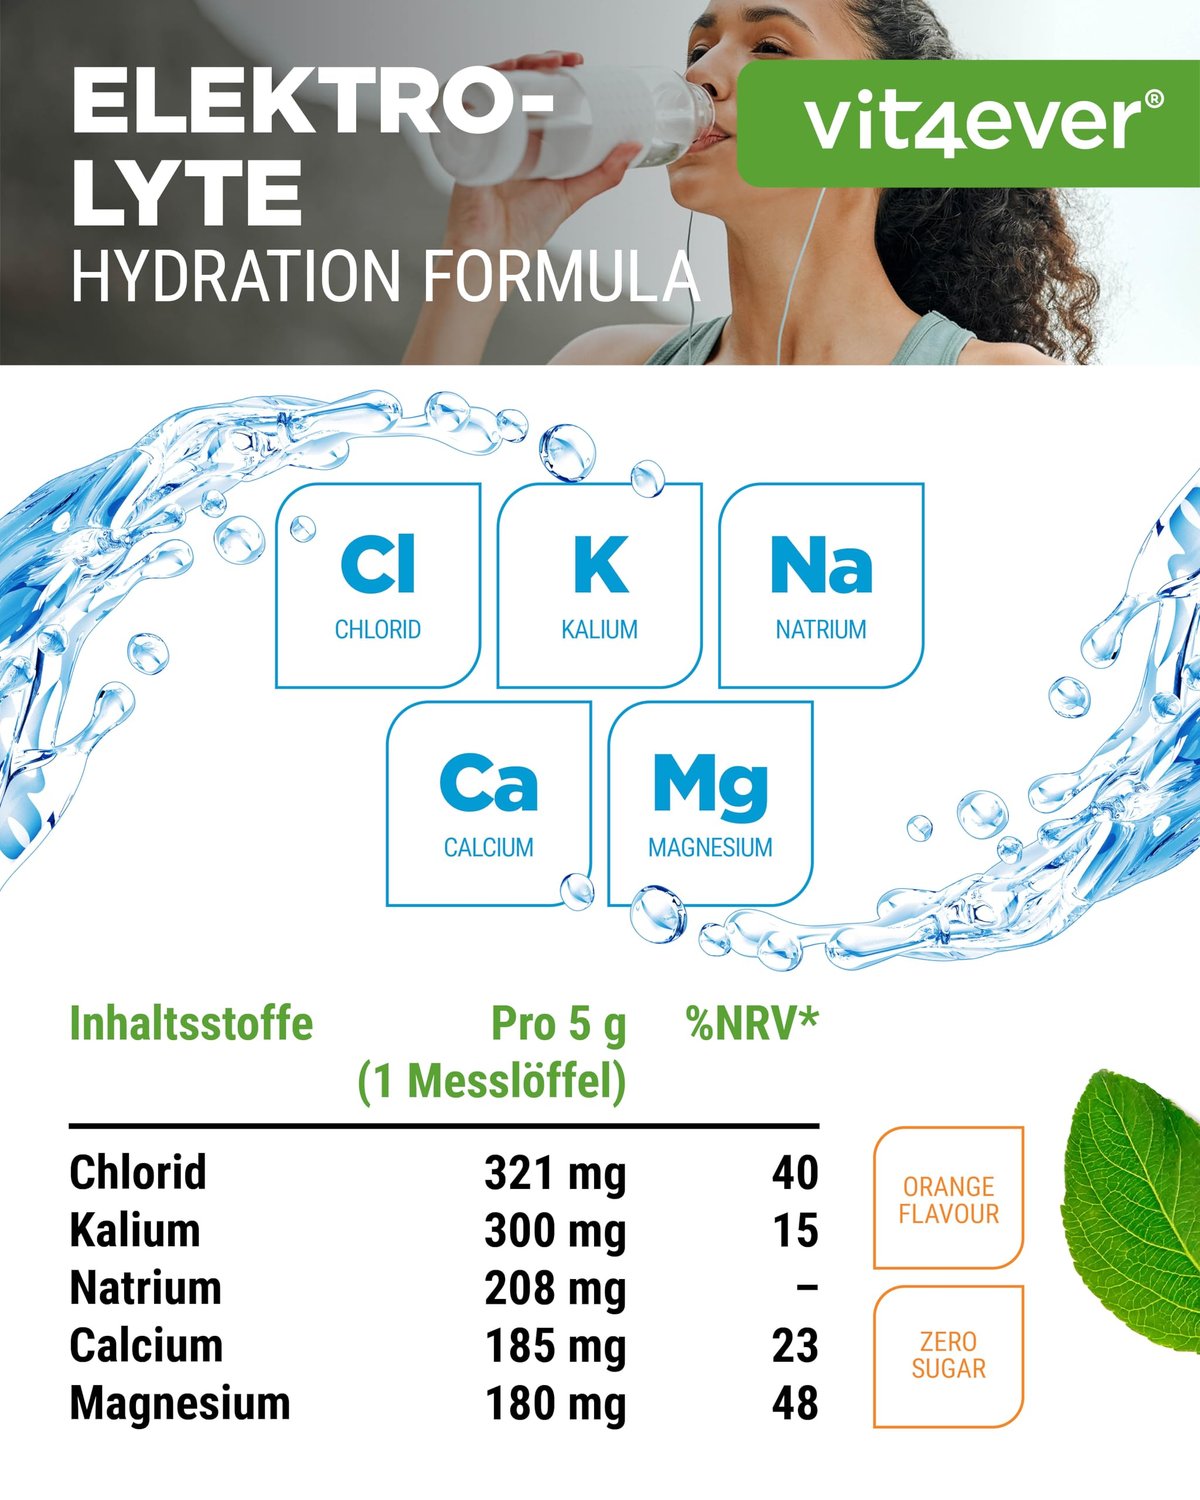 ELEKTRO-
LYTE
HYDRATION FORMULA
vit4ever®
Cl
CHLORID
K
KALIUM
Na
NATRIUM
Ca
CALCIUM
Mg
MAGNESIUM
Inhaltsstoffe Pro 5 g %NRV*
(1 Messlöffel)
Chlorid 321 mg 40
Kalium 300 mg 15
Natrium 208 mg –
Calcium 185 mg 23
Magnesium 180 mg 48
ORANGE
FLAVOUR
ZERO
SUGAR